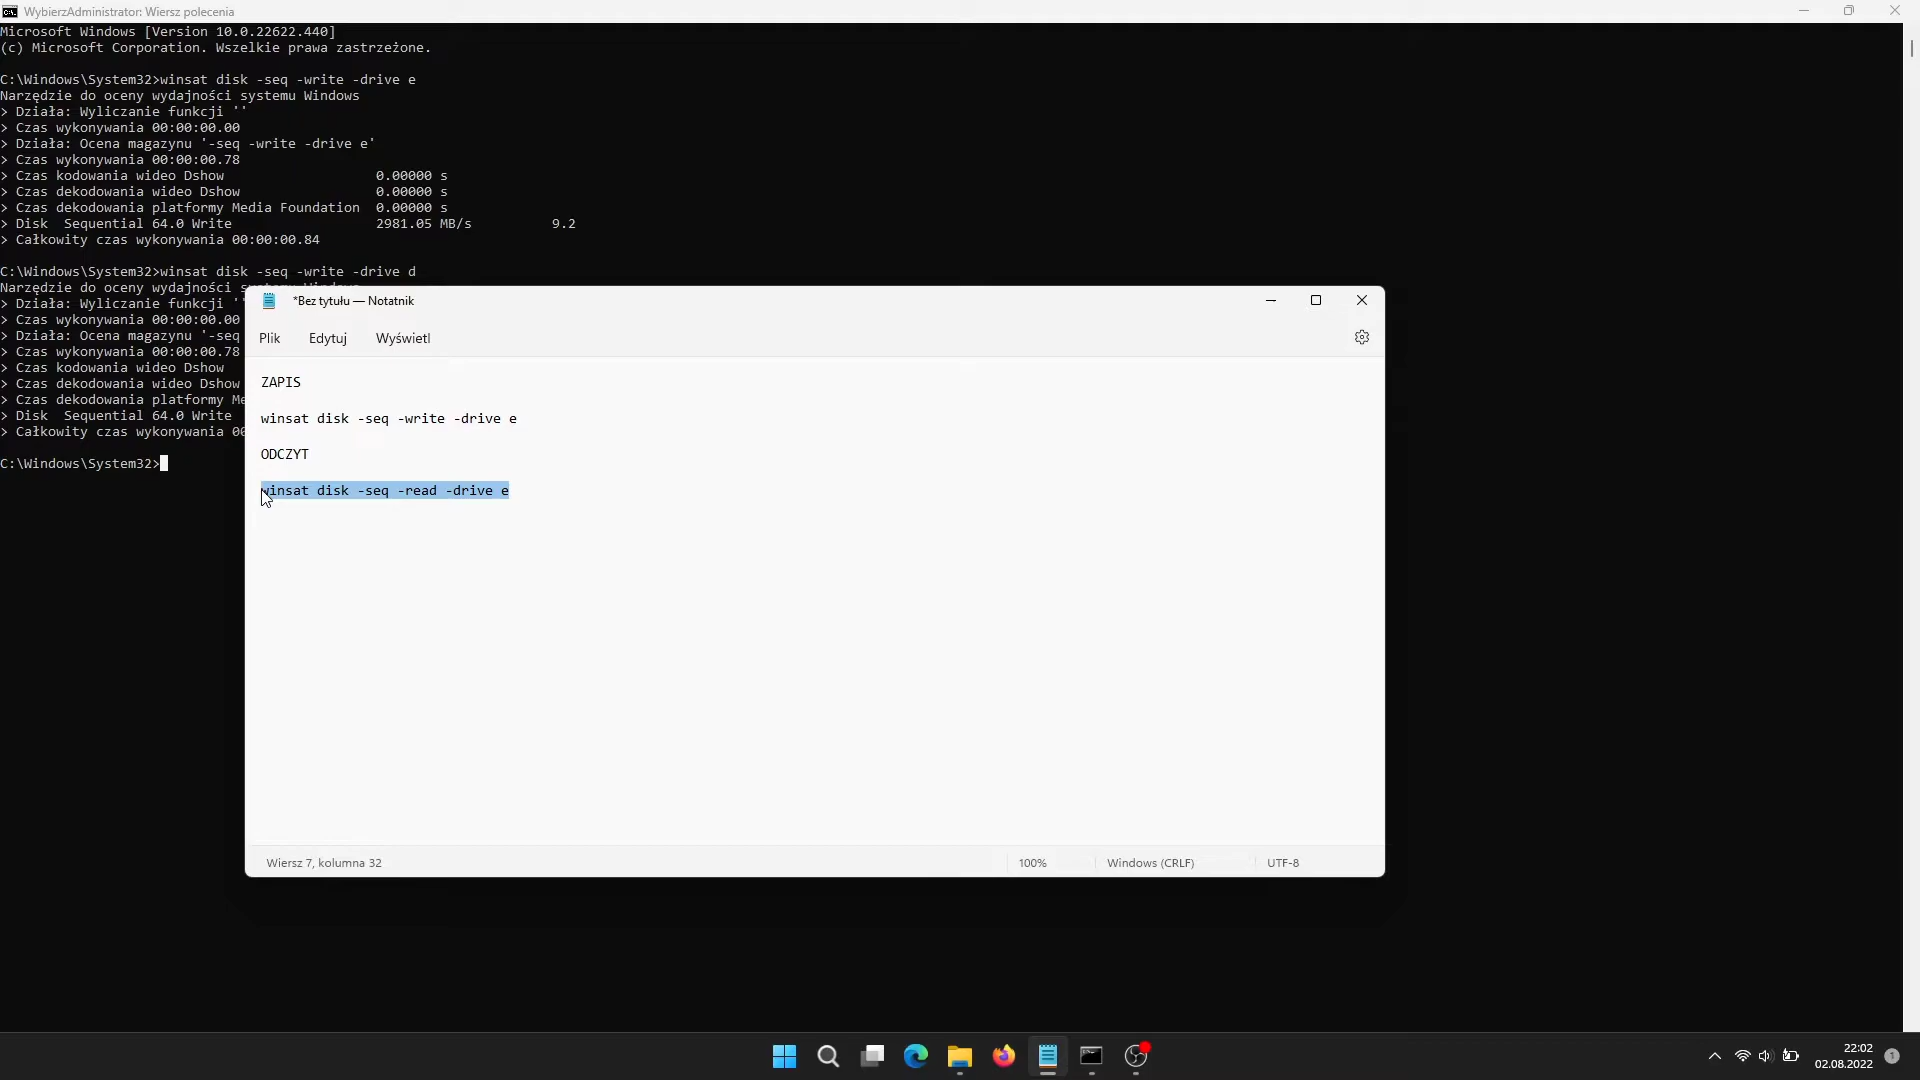 WybierzAdministrator: Wiersz polecenia
Microsoft Windows [Version 10.0.22622.440]
(c) Microsoft Corporation. Wszelkie prawa zastrzeżone.
C:\Windows\System32>winsat disk -seq -write -drive e
Narzędzie do oceny wydajności systemu Windows
> Działa: Wyliczanie funkcji ''
> Czas wykonywania 00:00:00.00
> Działa: Ocena magazynu '-seq -write -drive e'
> Czas wykonywania 00:00:00.78
> Czas kodowania wideo Dshow 0.00000 s
> Czas dekodowania wideo Dshow 0.00000 s
> Czas dekodowania platformy Media Foundation 0.00000 s
> Disk Sequential 64.0 Write 2981.05 MB/s 9.2
> Całkowity czas wykonywania 00:00:00.84
C:\Windows\System32>winsat disk -seq -write -drive d
Narzędzie do oceny wydajności systemu Windows
> Działa: Wyliczanie funkcji ''
> Czas wykonywania 00:00:00.00
> Działa: Ocena magazynu '-seq
> Czas wykonywania 00:00:00.78
> Czas kodowania wideo Dshow
> Czas dekodowania wideo Dshow
> Czas dekodowania platformy Me
> Disk Sequential 64.0 Write
> Całkowity czas wykonywania 00
C:\Windows\System32>
*Bez tytułu — Notatnik
Plik Edytuj Wyświetl
ZAPIS
winsat disk -seq -write -drive e
ODCZYT
winsat disk -seq -read -drive e
Wiersz 7, kolumna 32 100% Windows (CRLF) UTF-8
22:02
02.08.2022
1